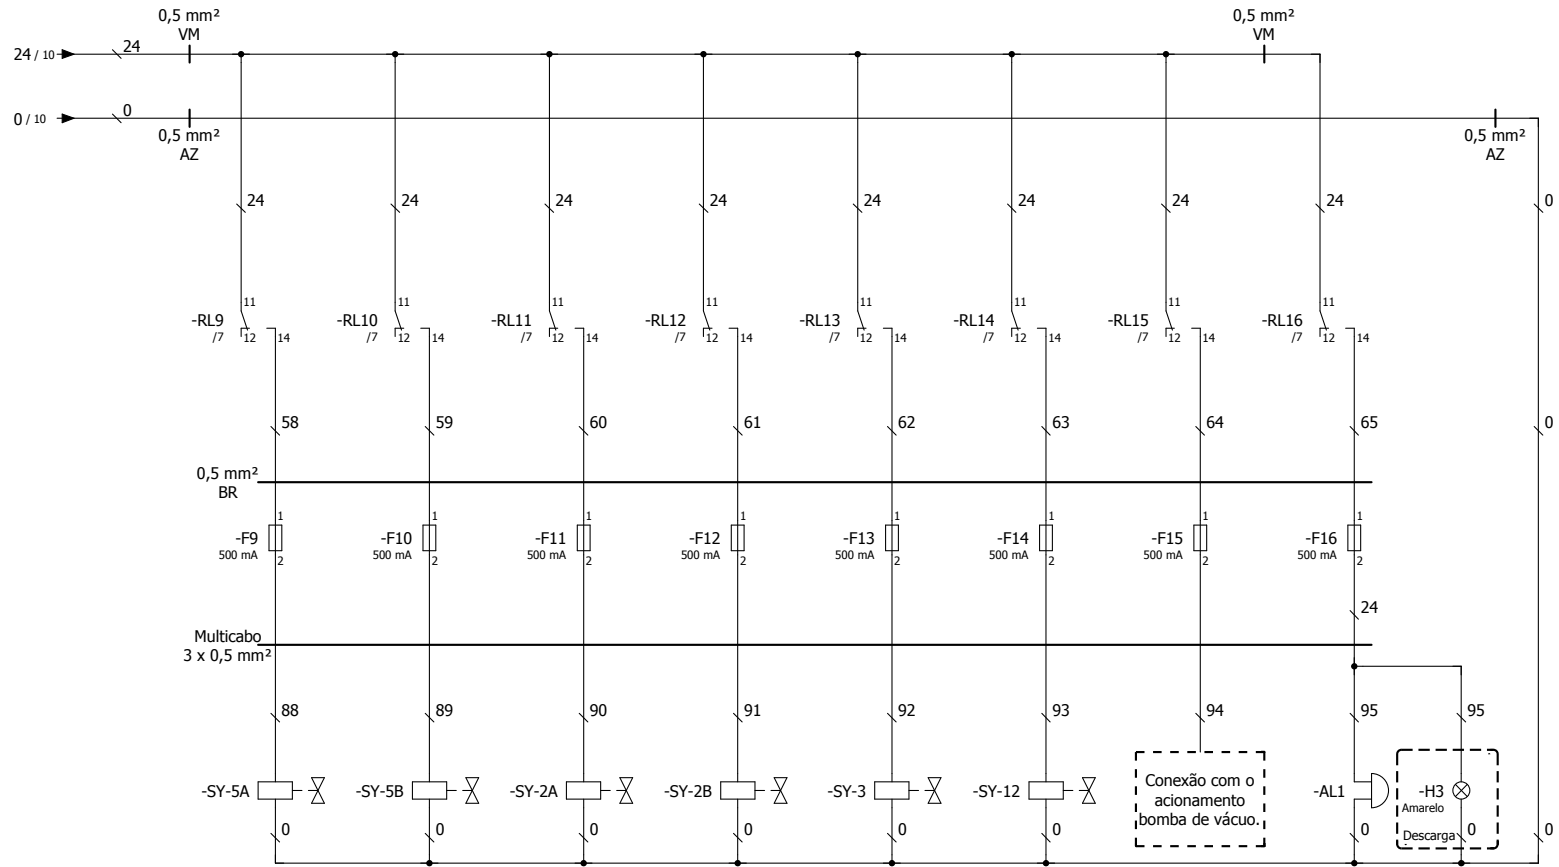 0,5 mm²
VM
0,5 mm²
VM
24 / 10
24
0 / 10
0
0,5 mm²
AZ
0,5 mm²
AZ
24 24 24 24 24 24 24 24 0
11 11 11 11 11 11 11 11
-RL9 -RL10 -RL11 -RL12 -RL13 -RL14 -RL15 -RL16
/7 12 14 /7 12 14 /7 12 14 /7 12 14 /7 12 14 /7 12 14 /7 12 14 /7 12 14
58 59 60 61 62 63 64 65 0
0,5 mm²
BR
1 1 1 1 1 1 1 1
-F9 -F10 -F11 -F12 -F13 -F14 -F15 -F16
500 mA 500 mA 500 mA 500 mA 500 mA 500 mA 500 mA 500 mA
2 2 2 2 2 2 2 2
24
Multicabo
3 x 0,5 mm²
88 89 90 91 92 93 94 95 95
-SY-5A -SY-5B -SY-2A -SY-2B -SY-3 -SY-12
Conexão com o
acionamento
bomba de vácuo.
-AL1
-H3
Amarelo
Descarga
0 0 0 0 0 0 0 0 0